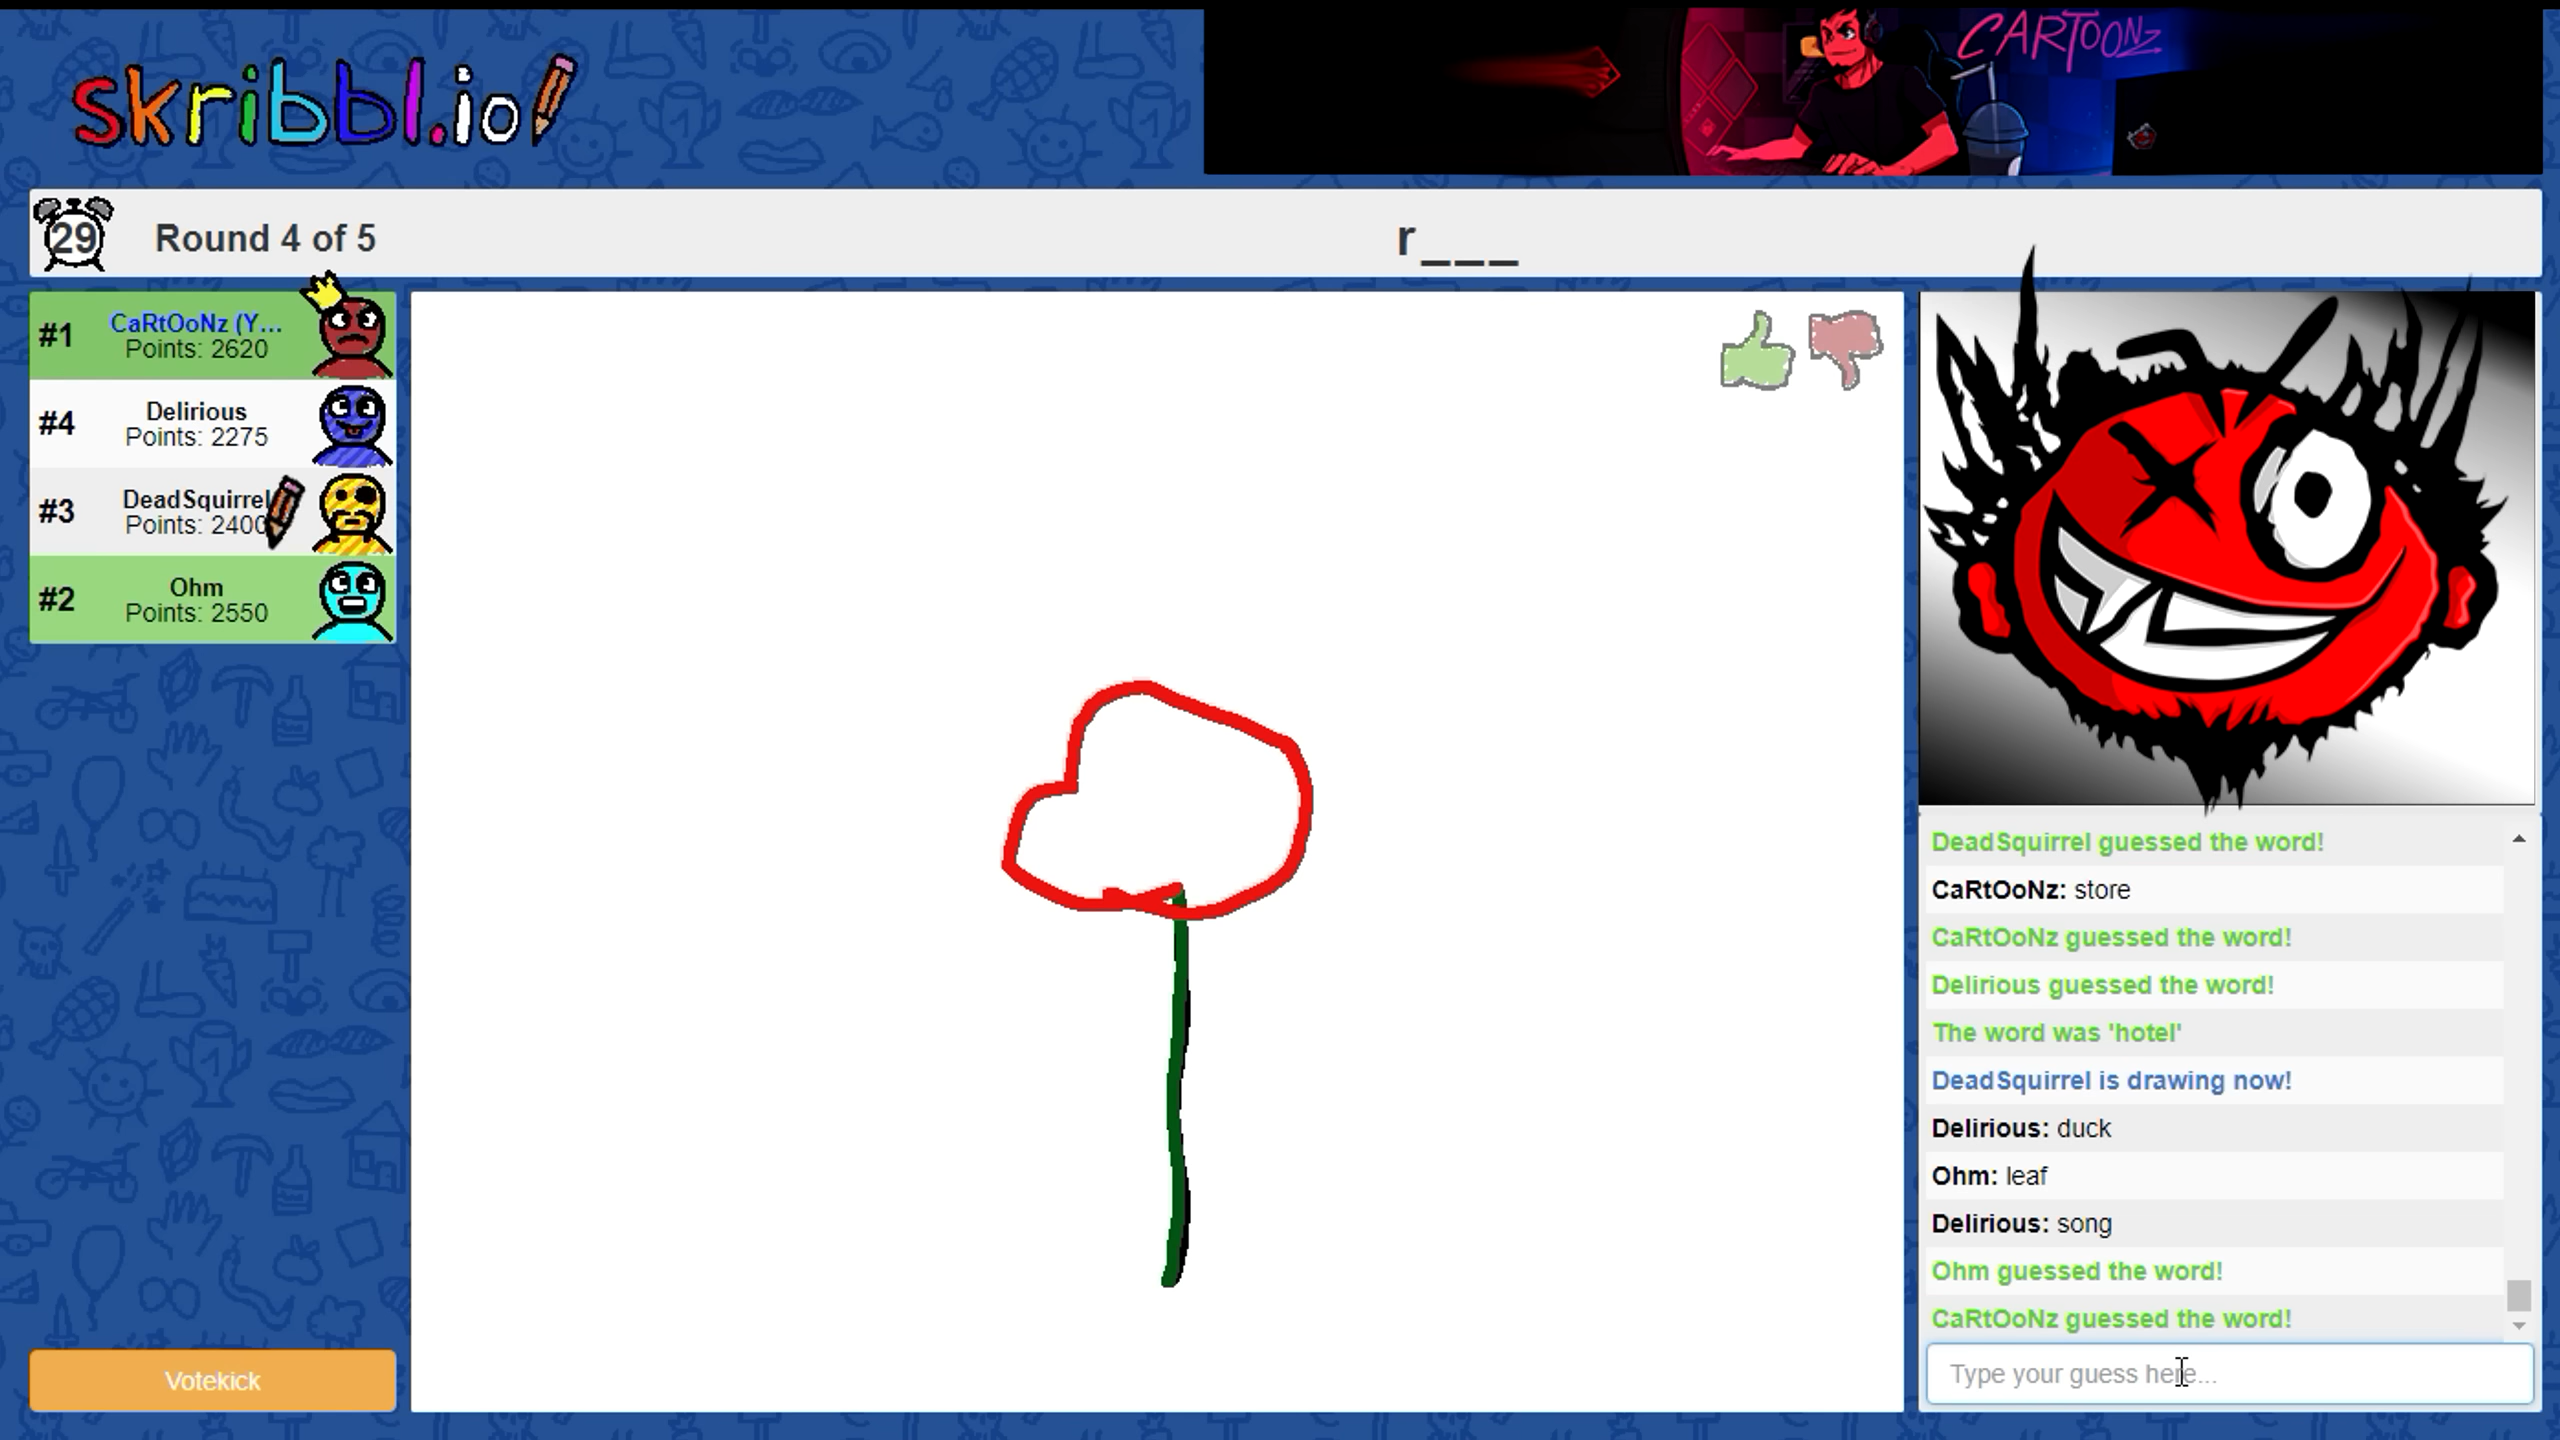 skribbl.io
CARTOONZ
29
Round 4 of 5
r___
#1
CaRtOoNz (Y...
Points: 2620
#4
Delirious
Points: 2275
#3
DeadSquirrel
Points: 2400
#2
Ohm
Points: 2550
DeadSquirrel guessed the word!
CaRtOoNz: store
CaRtOoNz guessed the word!
Delirious guessed the word!
The word was 'hotel'
DeadSquirrel is drawing now!
Delirious: duck
Ohm: leaf
Delirious: song
Ohm guessed the word!
CaRtOoNz guessed the word!
Type your guess here...
Votekick